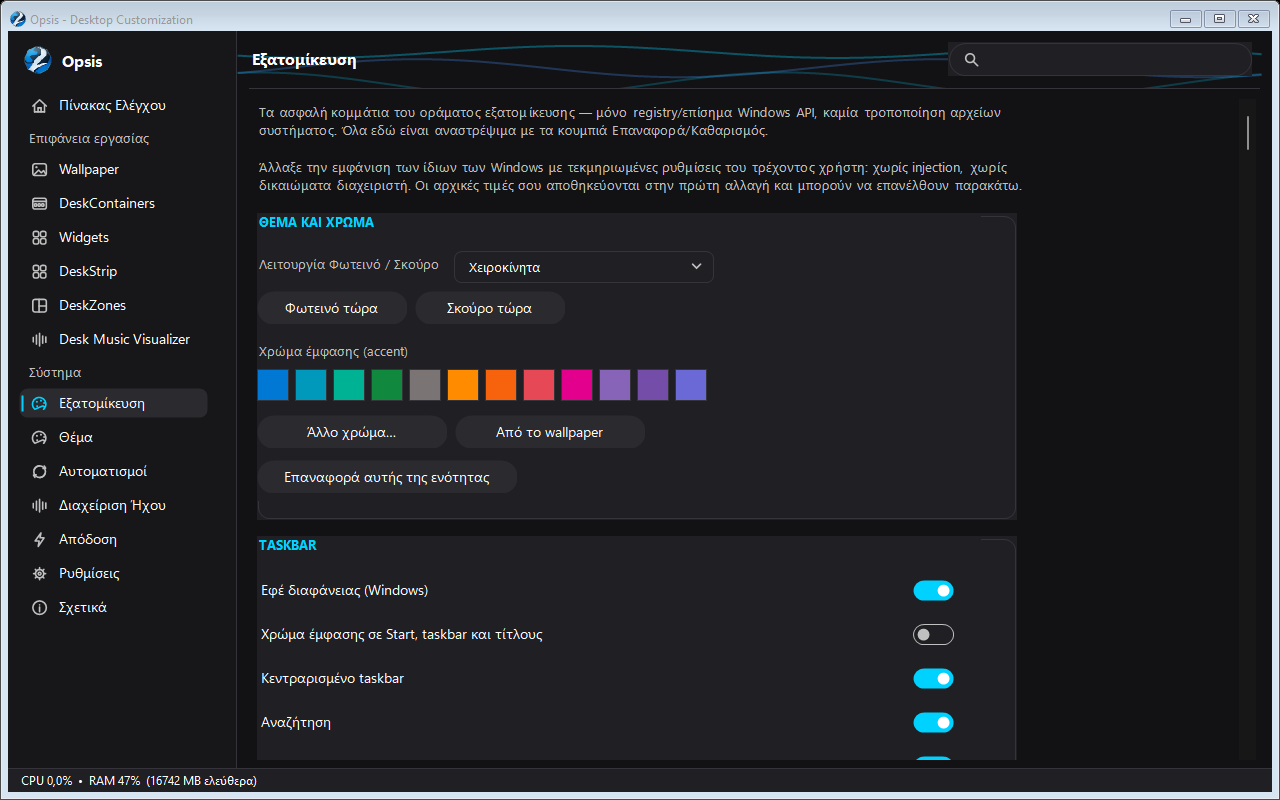 Opsis - Desktop Customization
Opsis
Εξατομίκευση
Πίνακας Ελέγχου
Επιφάνεια εργασίας
Wallpaper
DeskContainers
Widgets
DeskStrip
DeskZones
Desk Music Visualizer
Σύστημα
Εξατομίκευση
Θέμα
Αυτοματισμοί
Διαχείριση Ήχου
Απόδοση
Ρυθμίσεις
Σχετικά
Τα ασφαλή κομμάτια του οράματος εξατομίκευσης — μόνο registry/επίσημα Windows API, καμία τροποποίηση αρχείων
συστήματος. Όλα εδώ είναι αναστρέψιμα με τα κουμπιά Επαναφορά/Καθαρισμός.
Άλλαξε την εμφάνιση των ίδιων των Windows με τεκμηριωμένες ρυθμίσεις του τρέχοντος χρήστη: χωρίς injection, χωρίς
δικαιώματα διαχειριστή. Οι αρχικές τιμές σου αποθηκεύονται στην πρώτη αλλαγή και μπορούν να επανέλθουν παρακάτω.
ΘΕΜΑ ΚΑΙ ΧΡΩΜΑ
Λειτουργία Φωτεινό / Σκούρο
Χειροκίνητα
Φωτεινό τώρα
Σκούρο τώρα
Χρώμα έμφασης (accent)
Άλλο χρώμα...
Από το wallpaper
Επαναφορά αυτής της ενότητας
TASKBAR
Εφέ διαφάνειας (Windows)
Χρώμα έμφασης σε Start, taskbar και τίτλους
Κεντραρισμένο taskbar
Αναζήτηση
CPU 0,0% • RAM 47% (16742 MB ελεύθερα)